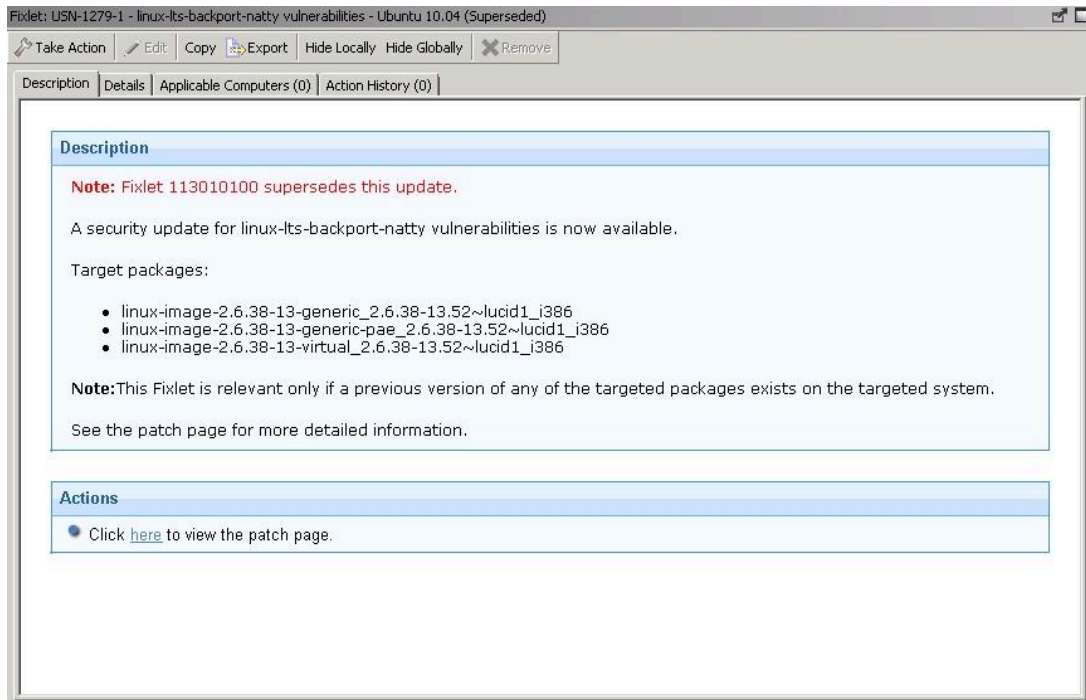 Fixlet: USN-1279-1 - linux-lts-backport-natty vulnerabilities - Ubuntu 10.04 (Superseded)
Take Action Edit Copy Export Hide Locally Hide Globally Remove
Description Details Applicable Computers (0) Action History (0)
Description
Note: Fixlet 113010100 supersedes this update.
A security update for linux-lts-backport-natty vulnerabilities is now available.
Target packages:
• linux-image-2.6.38-13-generic_2.6.38-13.52~lucid1_i386
• linux-image-2.6.38-13-generic-pae_2.6.38-13.52~lucid1_i386
• linux-image-2.6.38-13-virtual_2.6.38-13.52~lucid1_i386
Note:This Fixlet is relevant only if a previous version of any of the targeted packages exists on the targeted system.
See the patch page for more detailed information.
Actions
Click here to view the patch page.